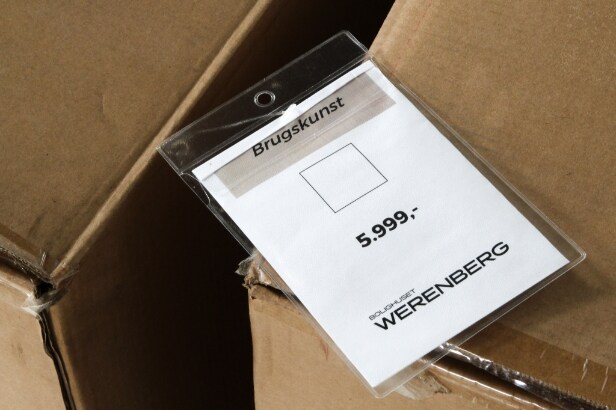 Brugskunst
5.999,-
BOLIGHUSET
WERENBERG